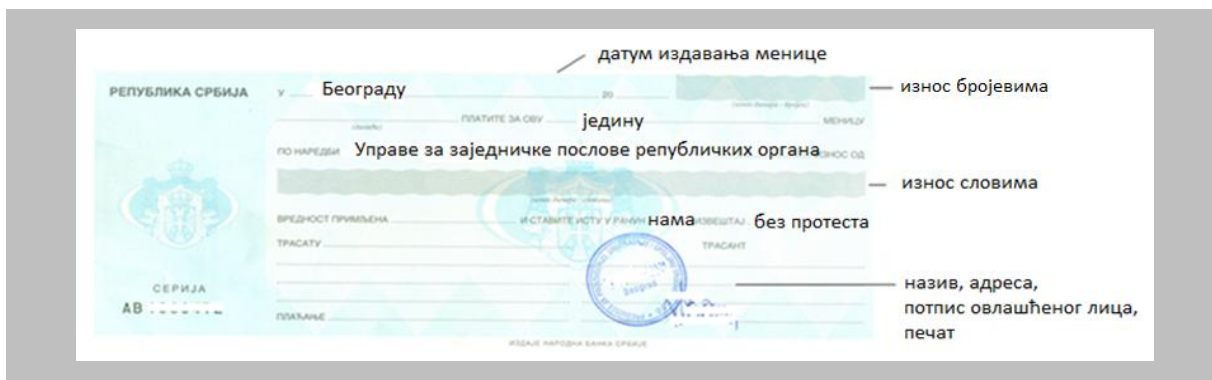 датум издавања менице
РЕПУБЛИКА СРБИЈА
У Београду 20
износ бројевима
ПЛАТИТЕ ЗА ОВУ једину МЕНИЦУ
ПО НАРЕДБИ Управе за заједничке послове републичких органа ИЗНОС ОД
износ словима
ВРЕДНОСТ ПРИМЉЕНА И СТАВИТЕ ИСТУ У РАЧУН нама ИЗВЕШТАЈ без протеста
ТРАСАТУ ТРАСАНТ
СЕРИЈА
АВ
ПЛАЋАЊЕ
Београд
назив, адреса,
потпис овлашћеног лица,
печат
ИЗДАЈЕ НАРОДНА БАНКА СРБИЈЕ